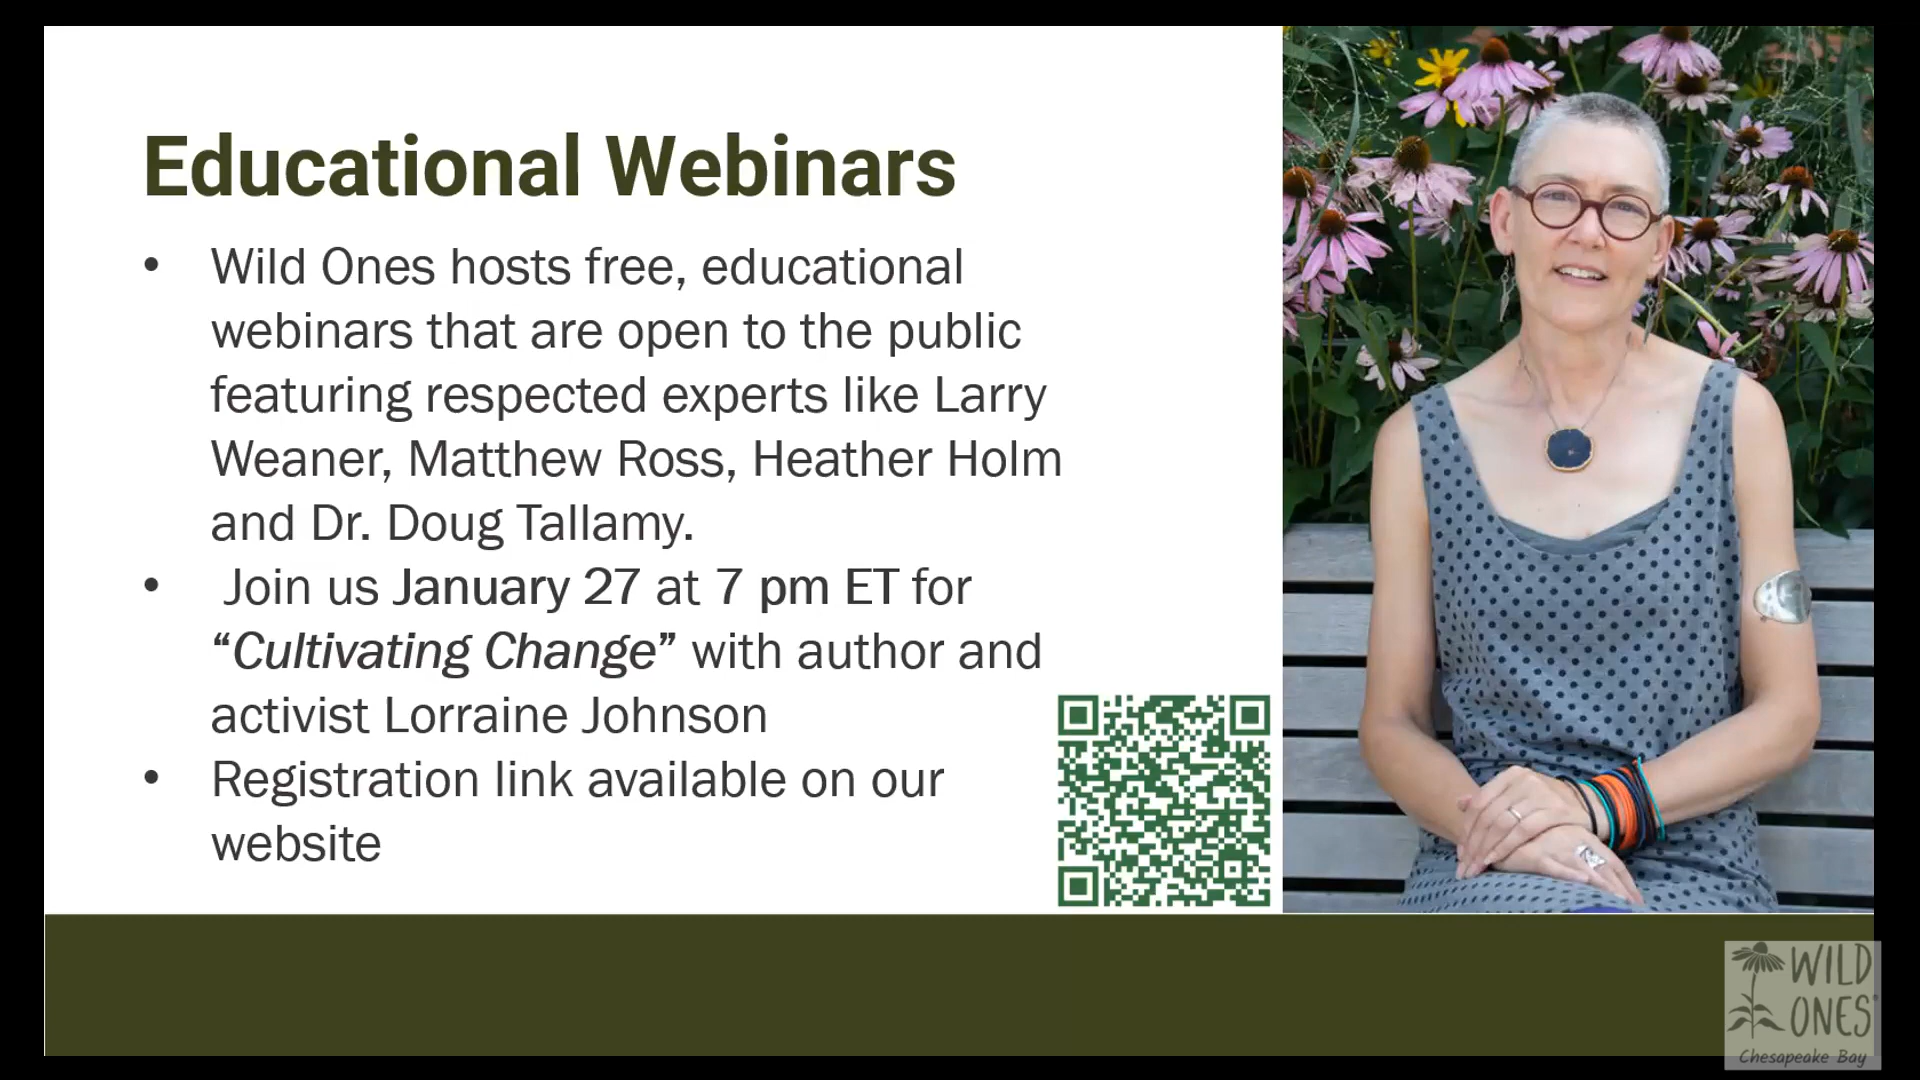 Educational Webinars
• Wild Ones hosts free, educational
webinars that are open to the public
featuring respected experts like Larry
Weaner, Matthew Ross, Heather Holm
and Dr. Doug Tallamy.
• Join us January 27 at 7 pm ET for
“Cultivating Change” with author and
activist Lorraine Johnson
• Registration link available on our
website
WILD
ONES®
Chesapeake Bay